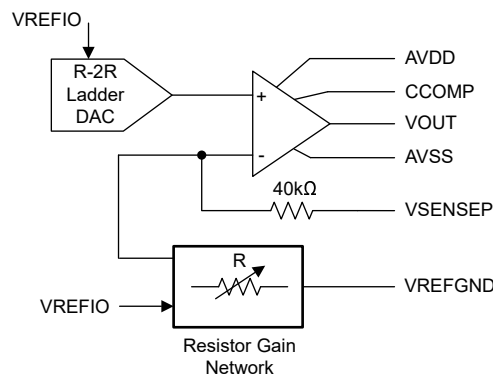 VREFIO
R-2R
Ladder
DAC
+
-
AVDD
CCOMP
VOUT
AVSS
40kΩ
VSENSEP
R
VREFIO
VREFGND
Resistor Gain
Network